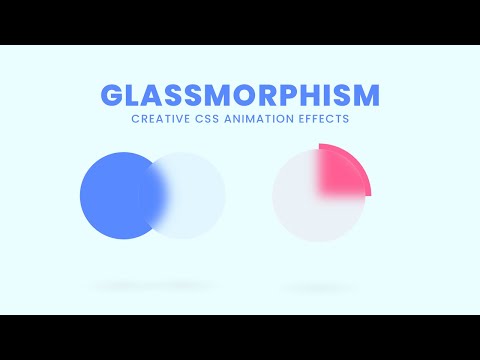 GLASSMORPHISM
CREATIVE CSS ANIMATION EFFECTS